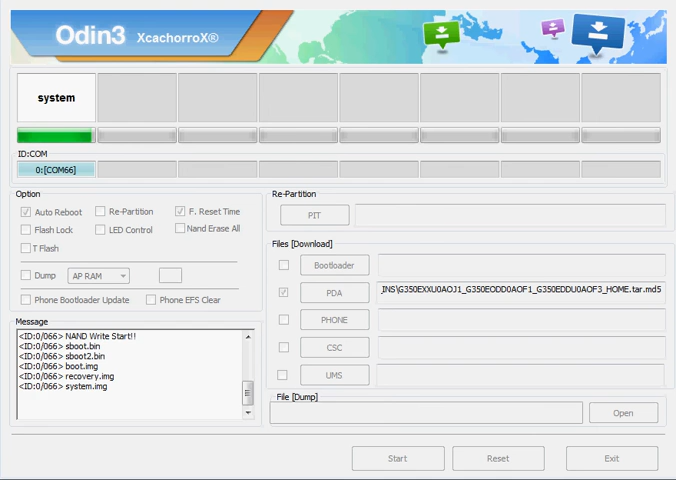 Odin3 XcachorroX®
system
ID:COM
0:[COM66]
Option
Auto Reboot Re-Partition F. Reset Time
Flash Lock LED Control Nand Erase All
T Flash
Dump AP RAM
Phone Bootloader Update Phone EFS Clear
Message
<ID:0/066> NAND Write Start!!
<ID:0/066> sboot.bin
<ID:0/066> sboot2.bin
<ID:0/066> boot.img
<ID:0/066> recovery.img
<ID:0/066> system.img
Re-Partition
PIT
Files [Download]
Bootloader
PDA _INS\G350EXXU0AOJ1_G350EODD0AOF1_G350EDDU0AOF3_HOME.tar.md5
PHONE
CSC
UMS
File [Dump]
Open
Start Reset Exit